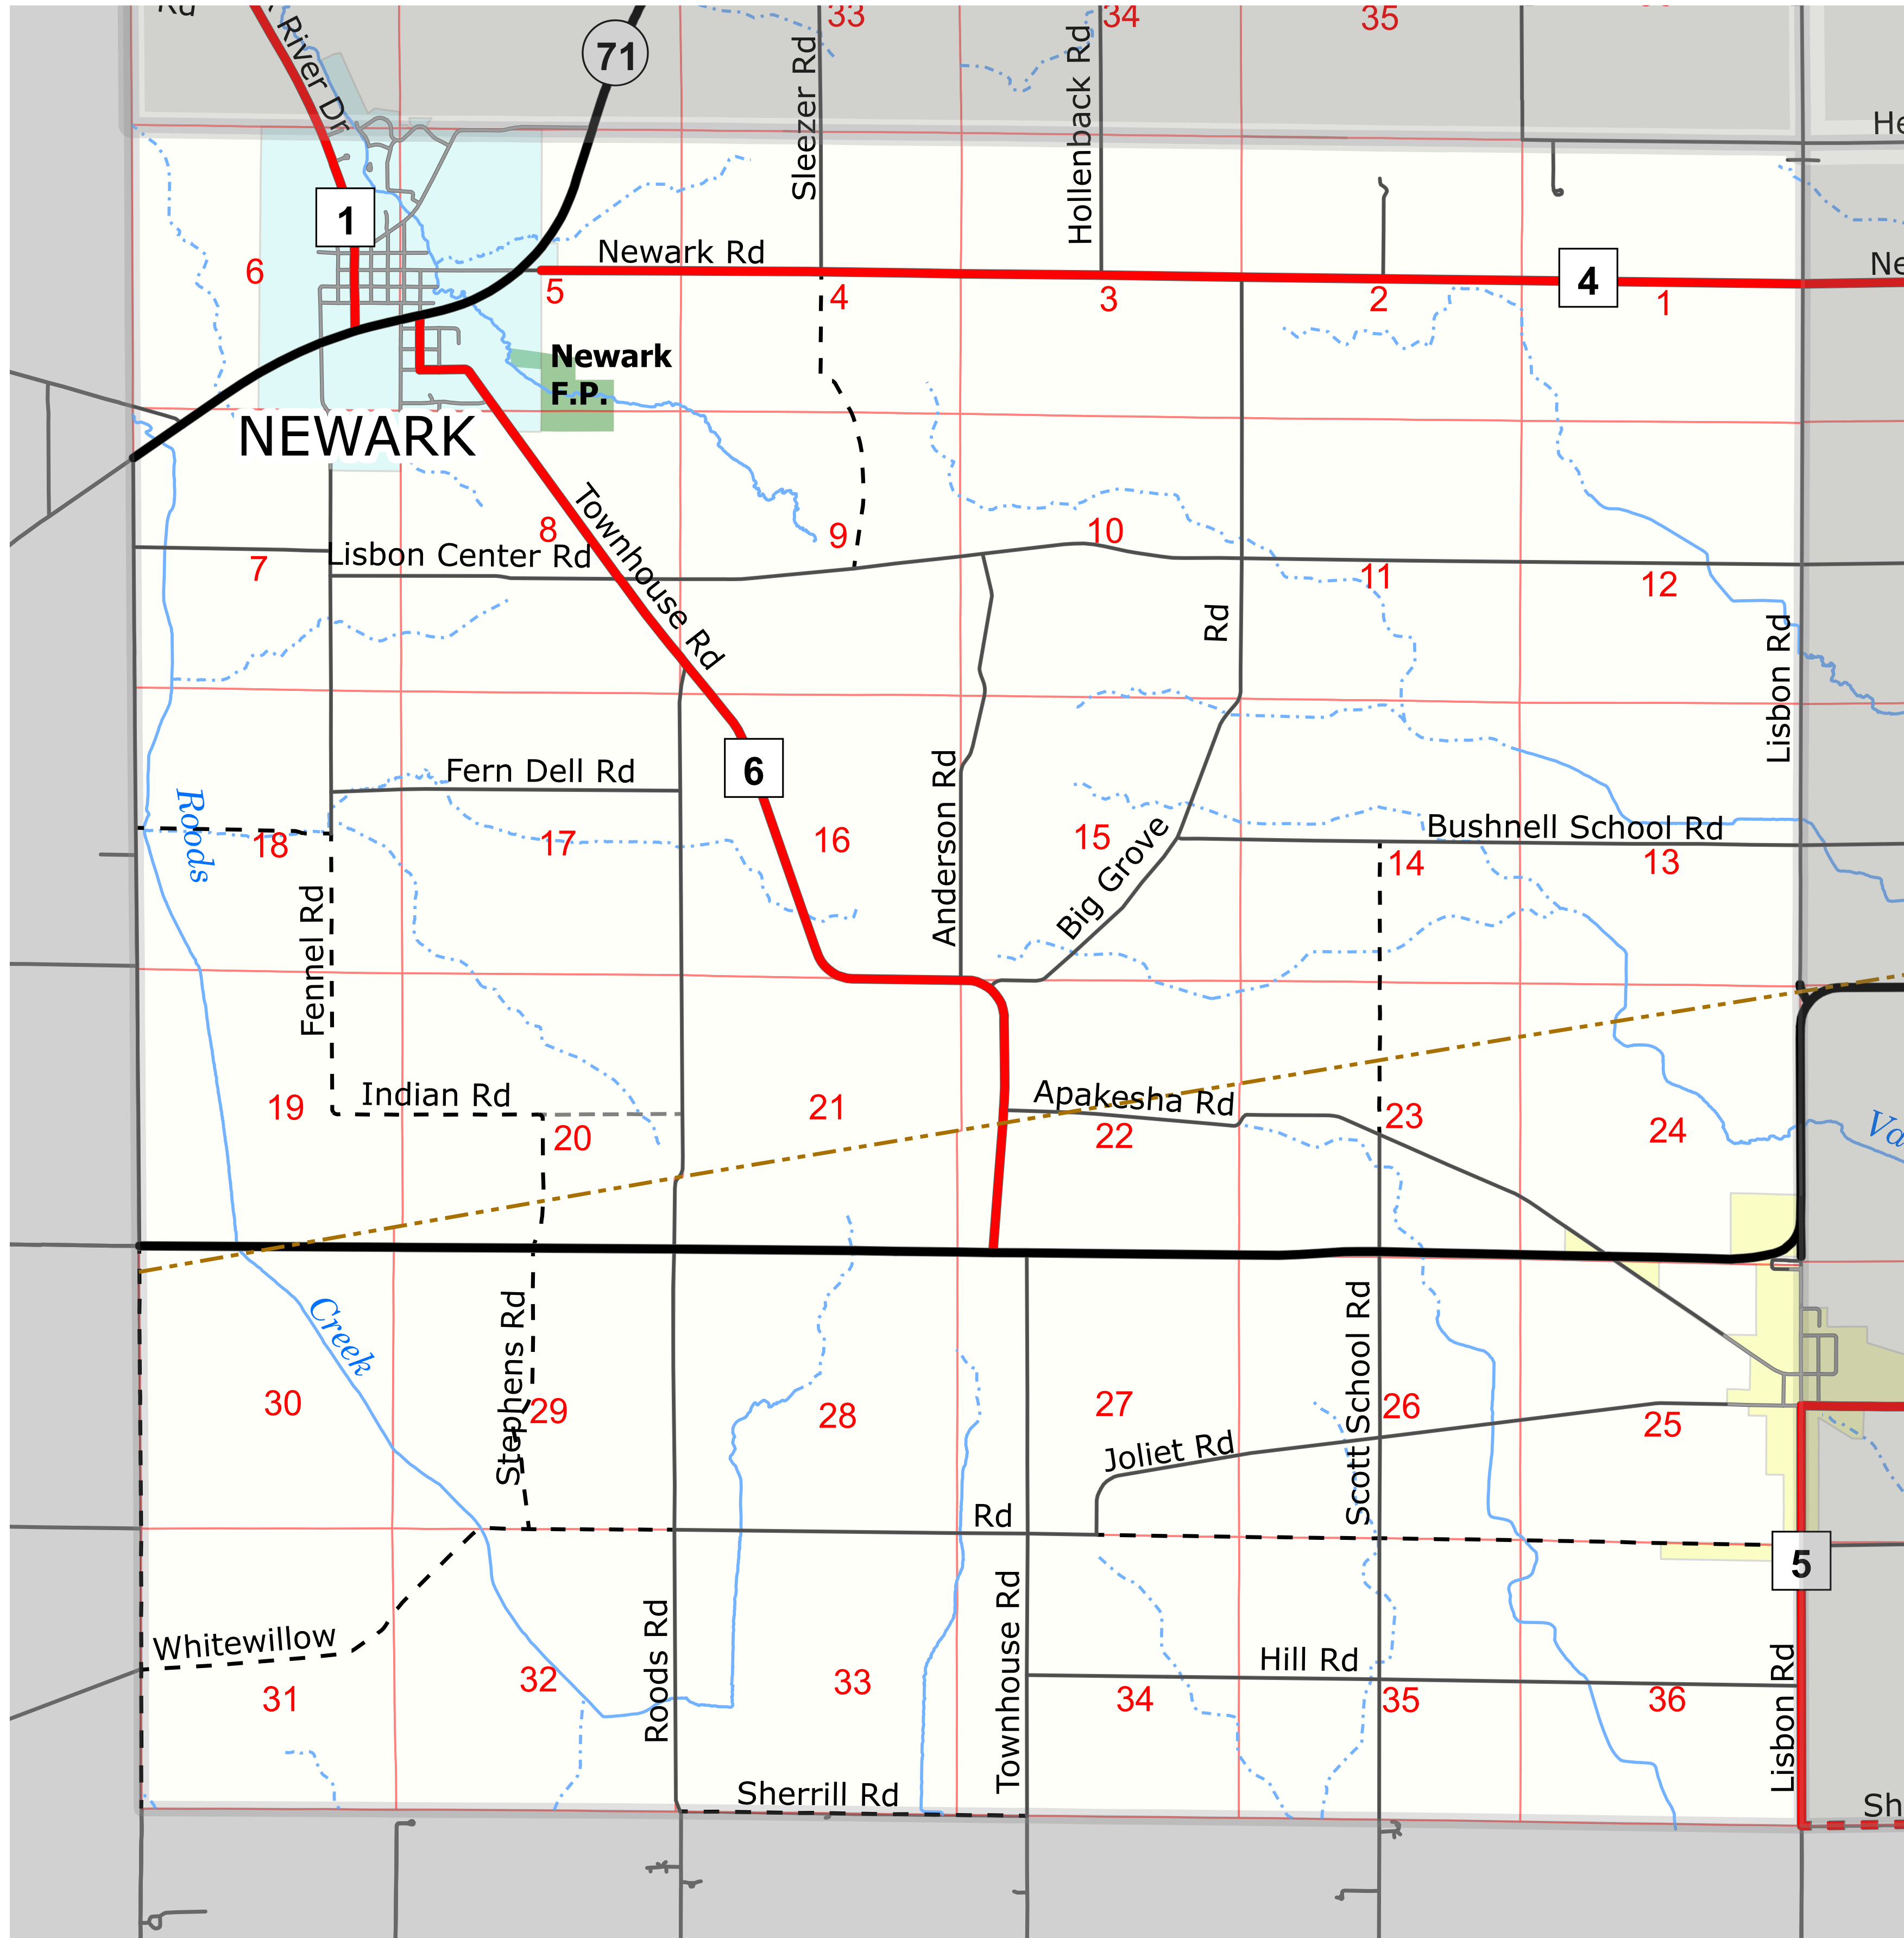 Rd
River Dr
71
33
34
35
Sleezer Rd
Hollenback Rd
He
1
6
Newark Rd
5
4
3
2
4
1
Ne
Newark
F.P.
NEWARK
Townhouse Rd
8
9
10
Lisbon Center Rd
7
11
12
Rd
Lisbon Rd
6
Fern Dell Rd
Anderson Rd
Roods
18
17
16
15
Big Grove
Bushnell School Rd
14
13
Fennel Rd
19
Indian Rd
20
21
Apakesha Rd
22
23
24
Va
Creek
Stephens Rd
30
29
28
27
Scott School Rd
26
25
Joliet Rd
Rd
5
Whitewillow
Roods Rd
Townhouse Rd
Hill Rd
Lisbon Rd
31
32
33
34
35
36
Sherrill Rd
Sh